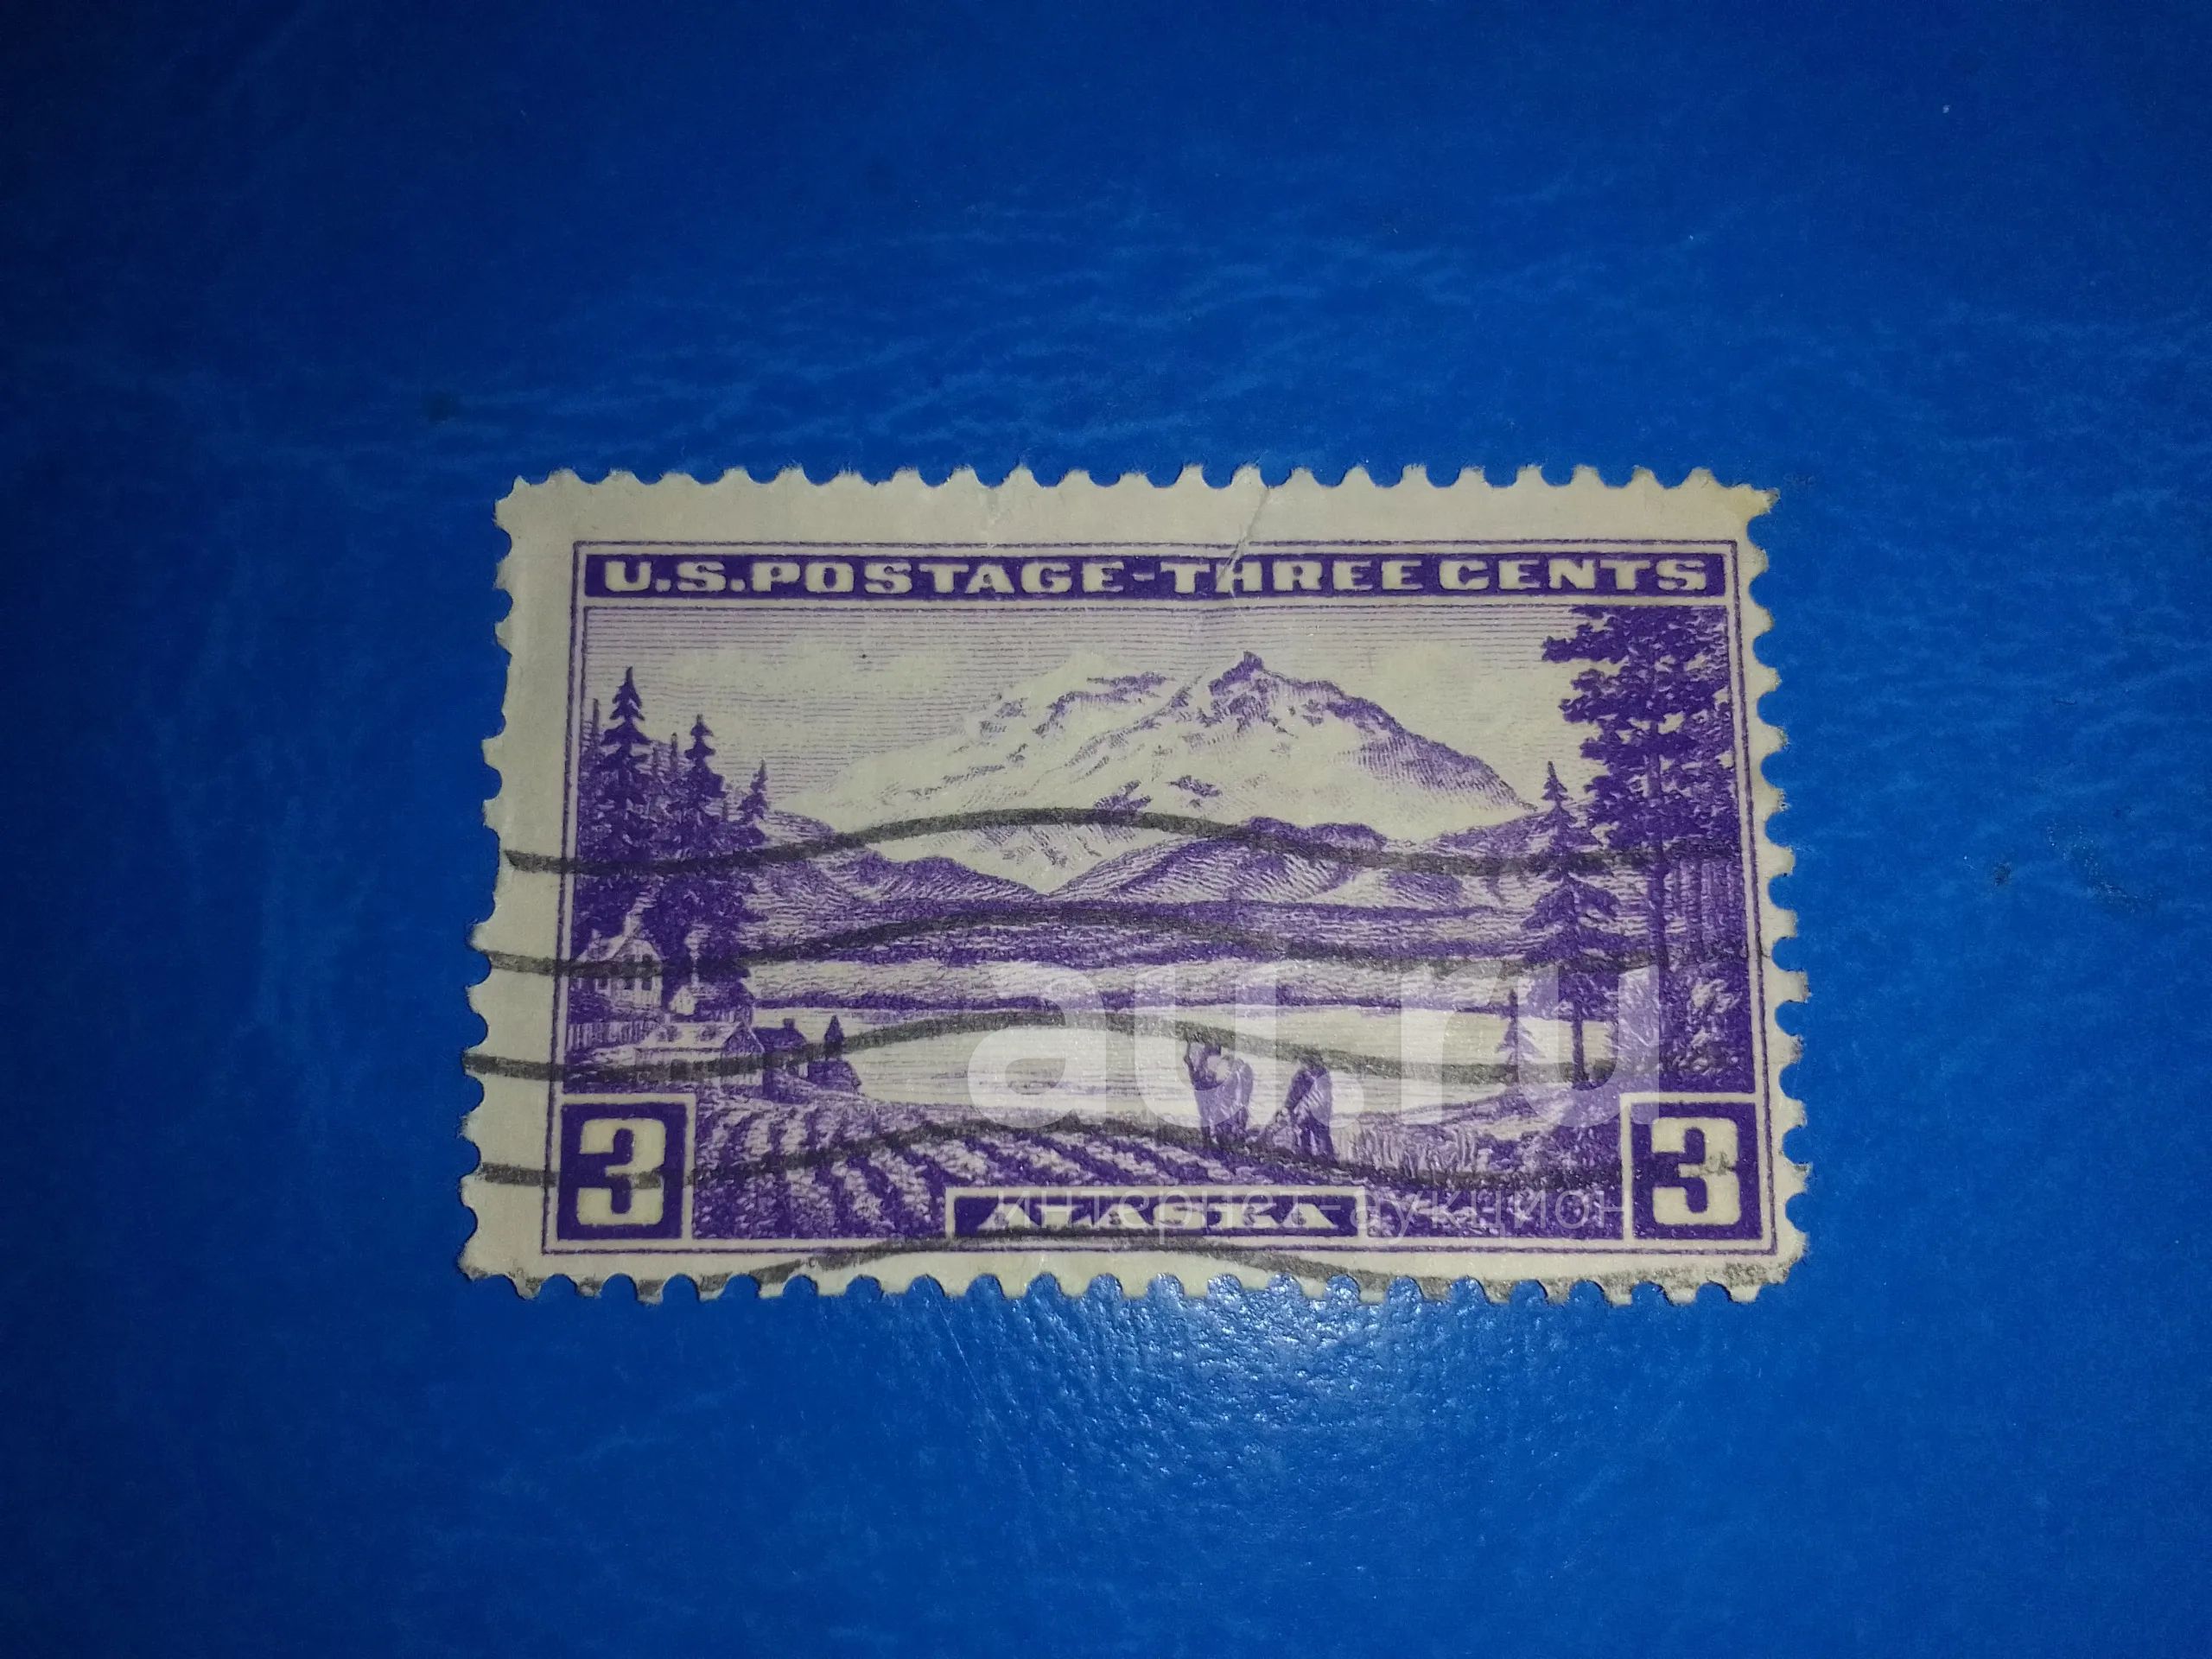 U.S.POSTAGE-THREE CENTS
au.ru
3
3
ALASKA
интернет-аукцион